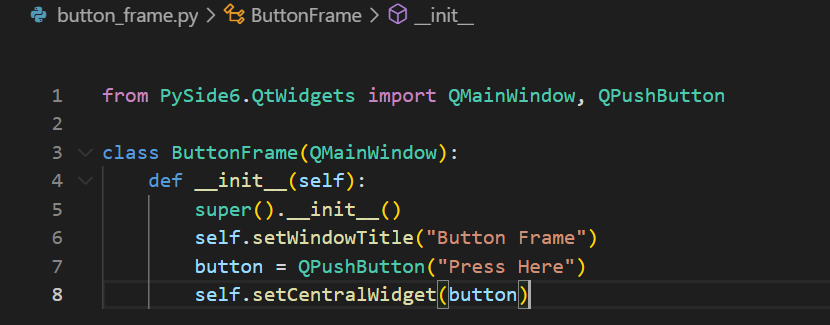 button_frame.py > ButtonFrame > __init__
1 from PySide6.QtWidgets import QMainWindow, QPushButton
2
3 class ButtonFrame(QMainWindow):
4     def __init__(self):
5         super().__init__()
6         self.setWindowTitle("Button Frame")
7         button = QPushButton("Press Here")
8         self.setCentralWidget(button)